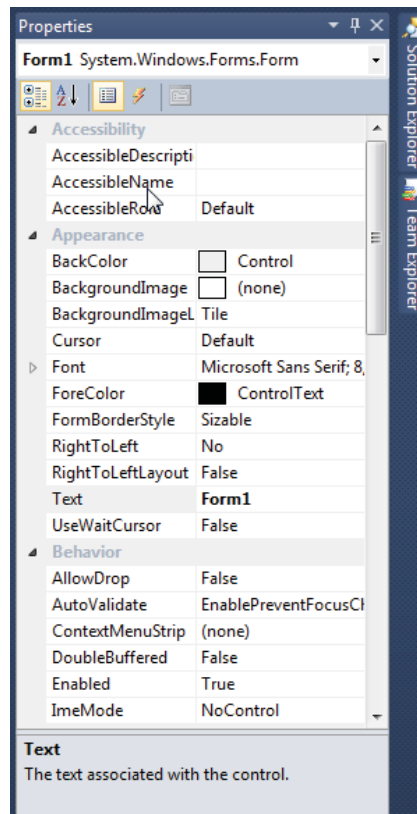 Properties
Form1 System.Windows.Forms.Form
Accessibility
AccessibleDescripti
AccessibleName
AccessibleRole Default
Appearance
BackColor Control
BackgroundImage (none)
BackgroundImageL Tile
Cursor Default
Font Microsoft Sans Serif; 8,
ForeColor ControlText
FormBorderStyle Sizable
RightToLeft No
RightToLeftLayout False
Text Form1
UseWaitCursor False
Behavior
AllowDrop False
AutoValidate EnablePreventFocusCh
ContextMenuStrip (none)
DoubleBuffered False
Enabled True
ImeMode NoControl
Text
The text associated with the control.
Solution Explorer
Team Explorer